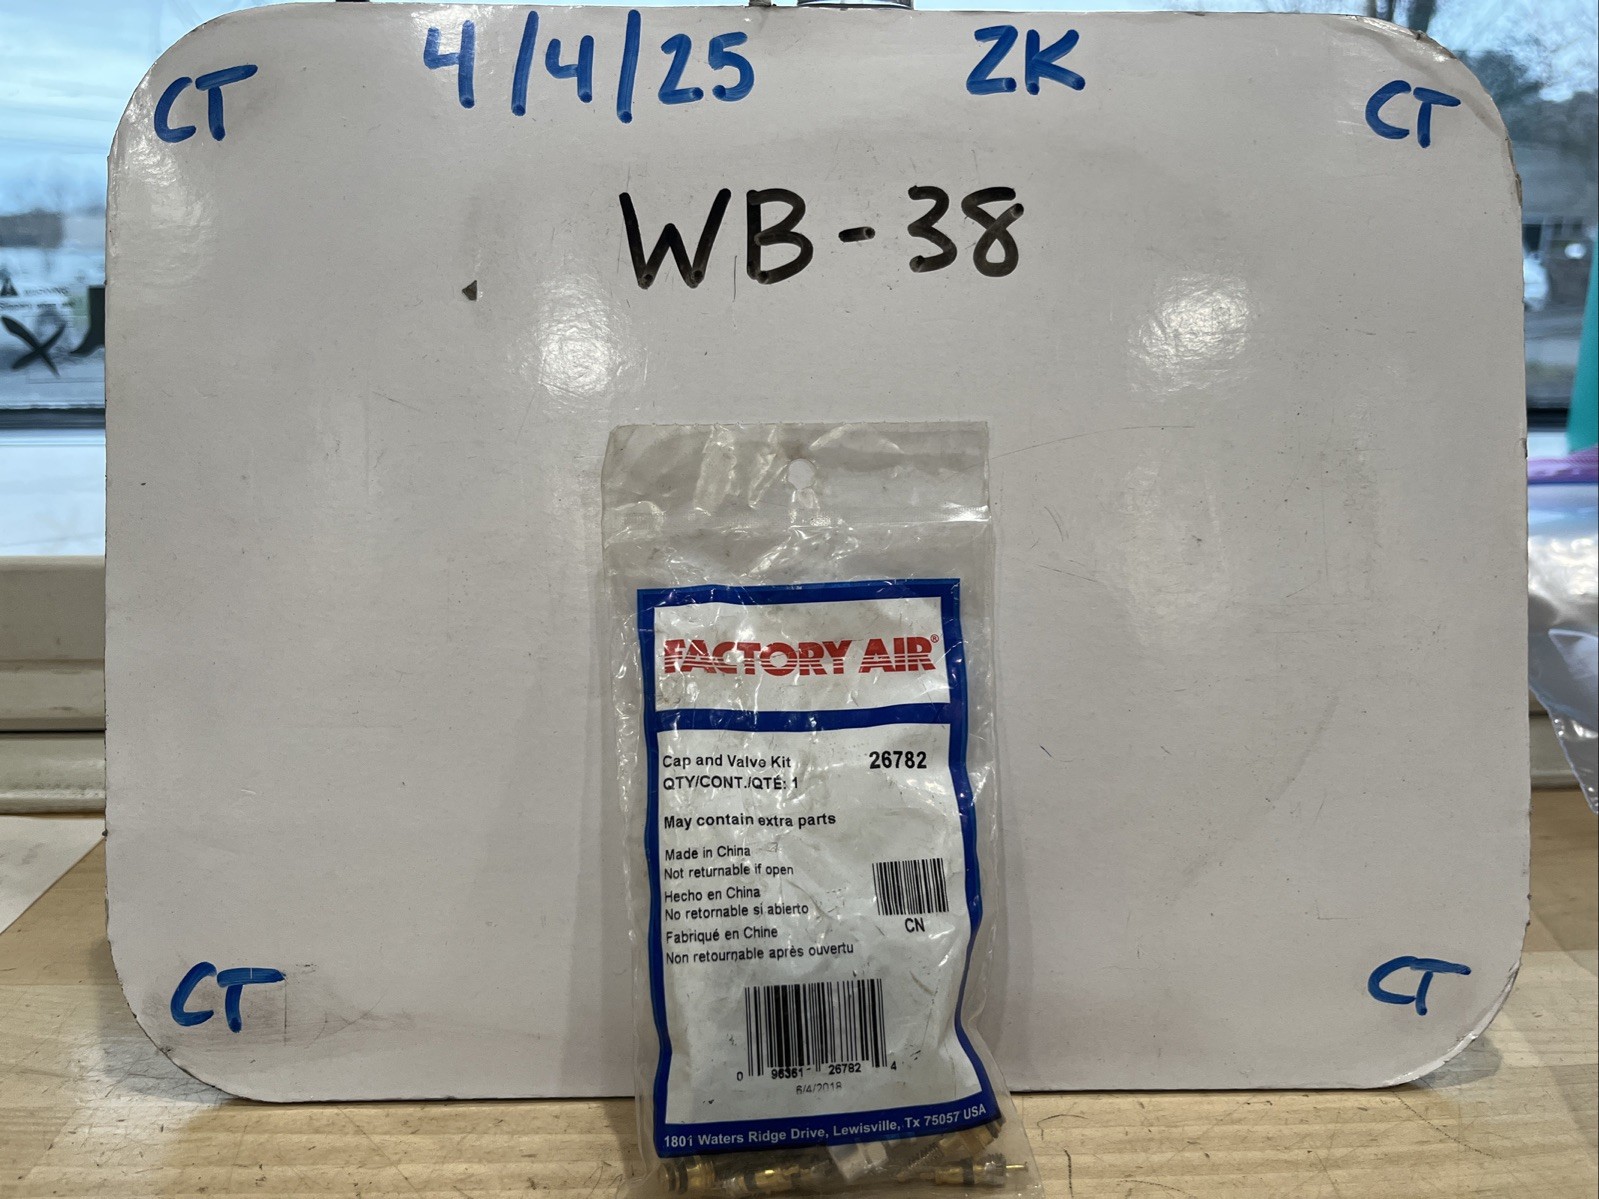 4/4/25 ZK
CT CT
WB-38
FACTORY AIR®
Cap and Valve Kit 26782
QTY/CONT./QTÉ: 1
May contain extra parts
Made in China
Not returnable if open
Hecho en China
No retornable si abierto
CN
Fabriqué en Chine
Non retournable après ouvertu
0 96361 26782 4
6/4/2018
1801 Waters Ridge Drive, Lewisville, Tx 75057 USA
CT CT